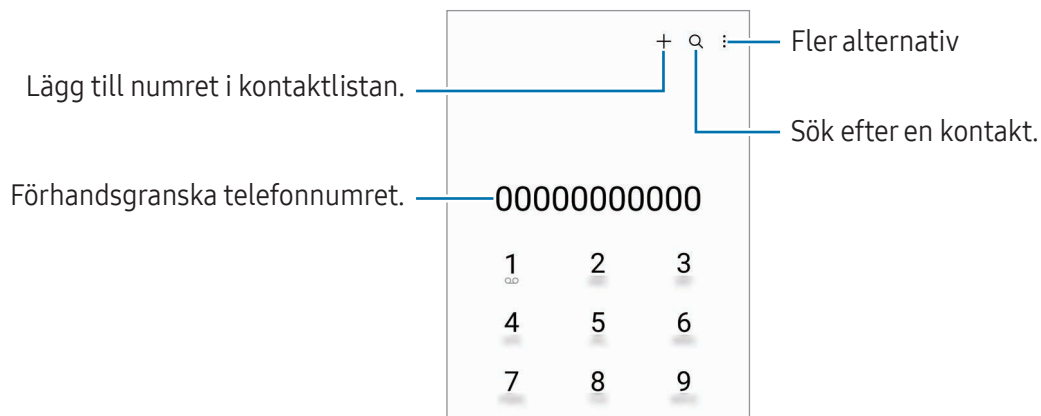 Fler alternativ
Lägg till numret i kontaktlistan.
Sök efter en kontakt.
Förhandsgranska telefonnumret.
00000000000
1 2 3
4 5 6
7 8 9